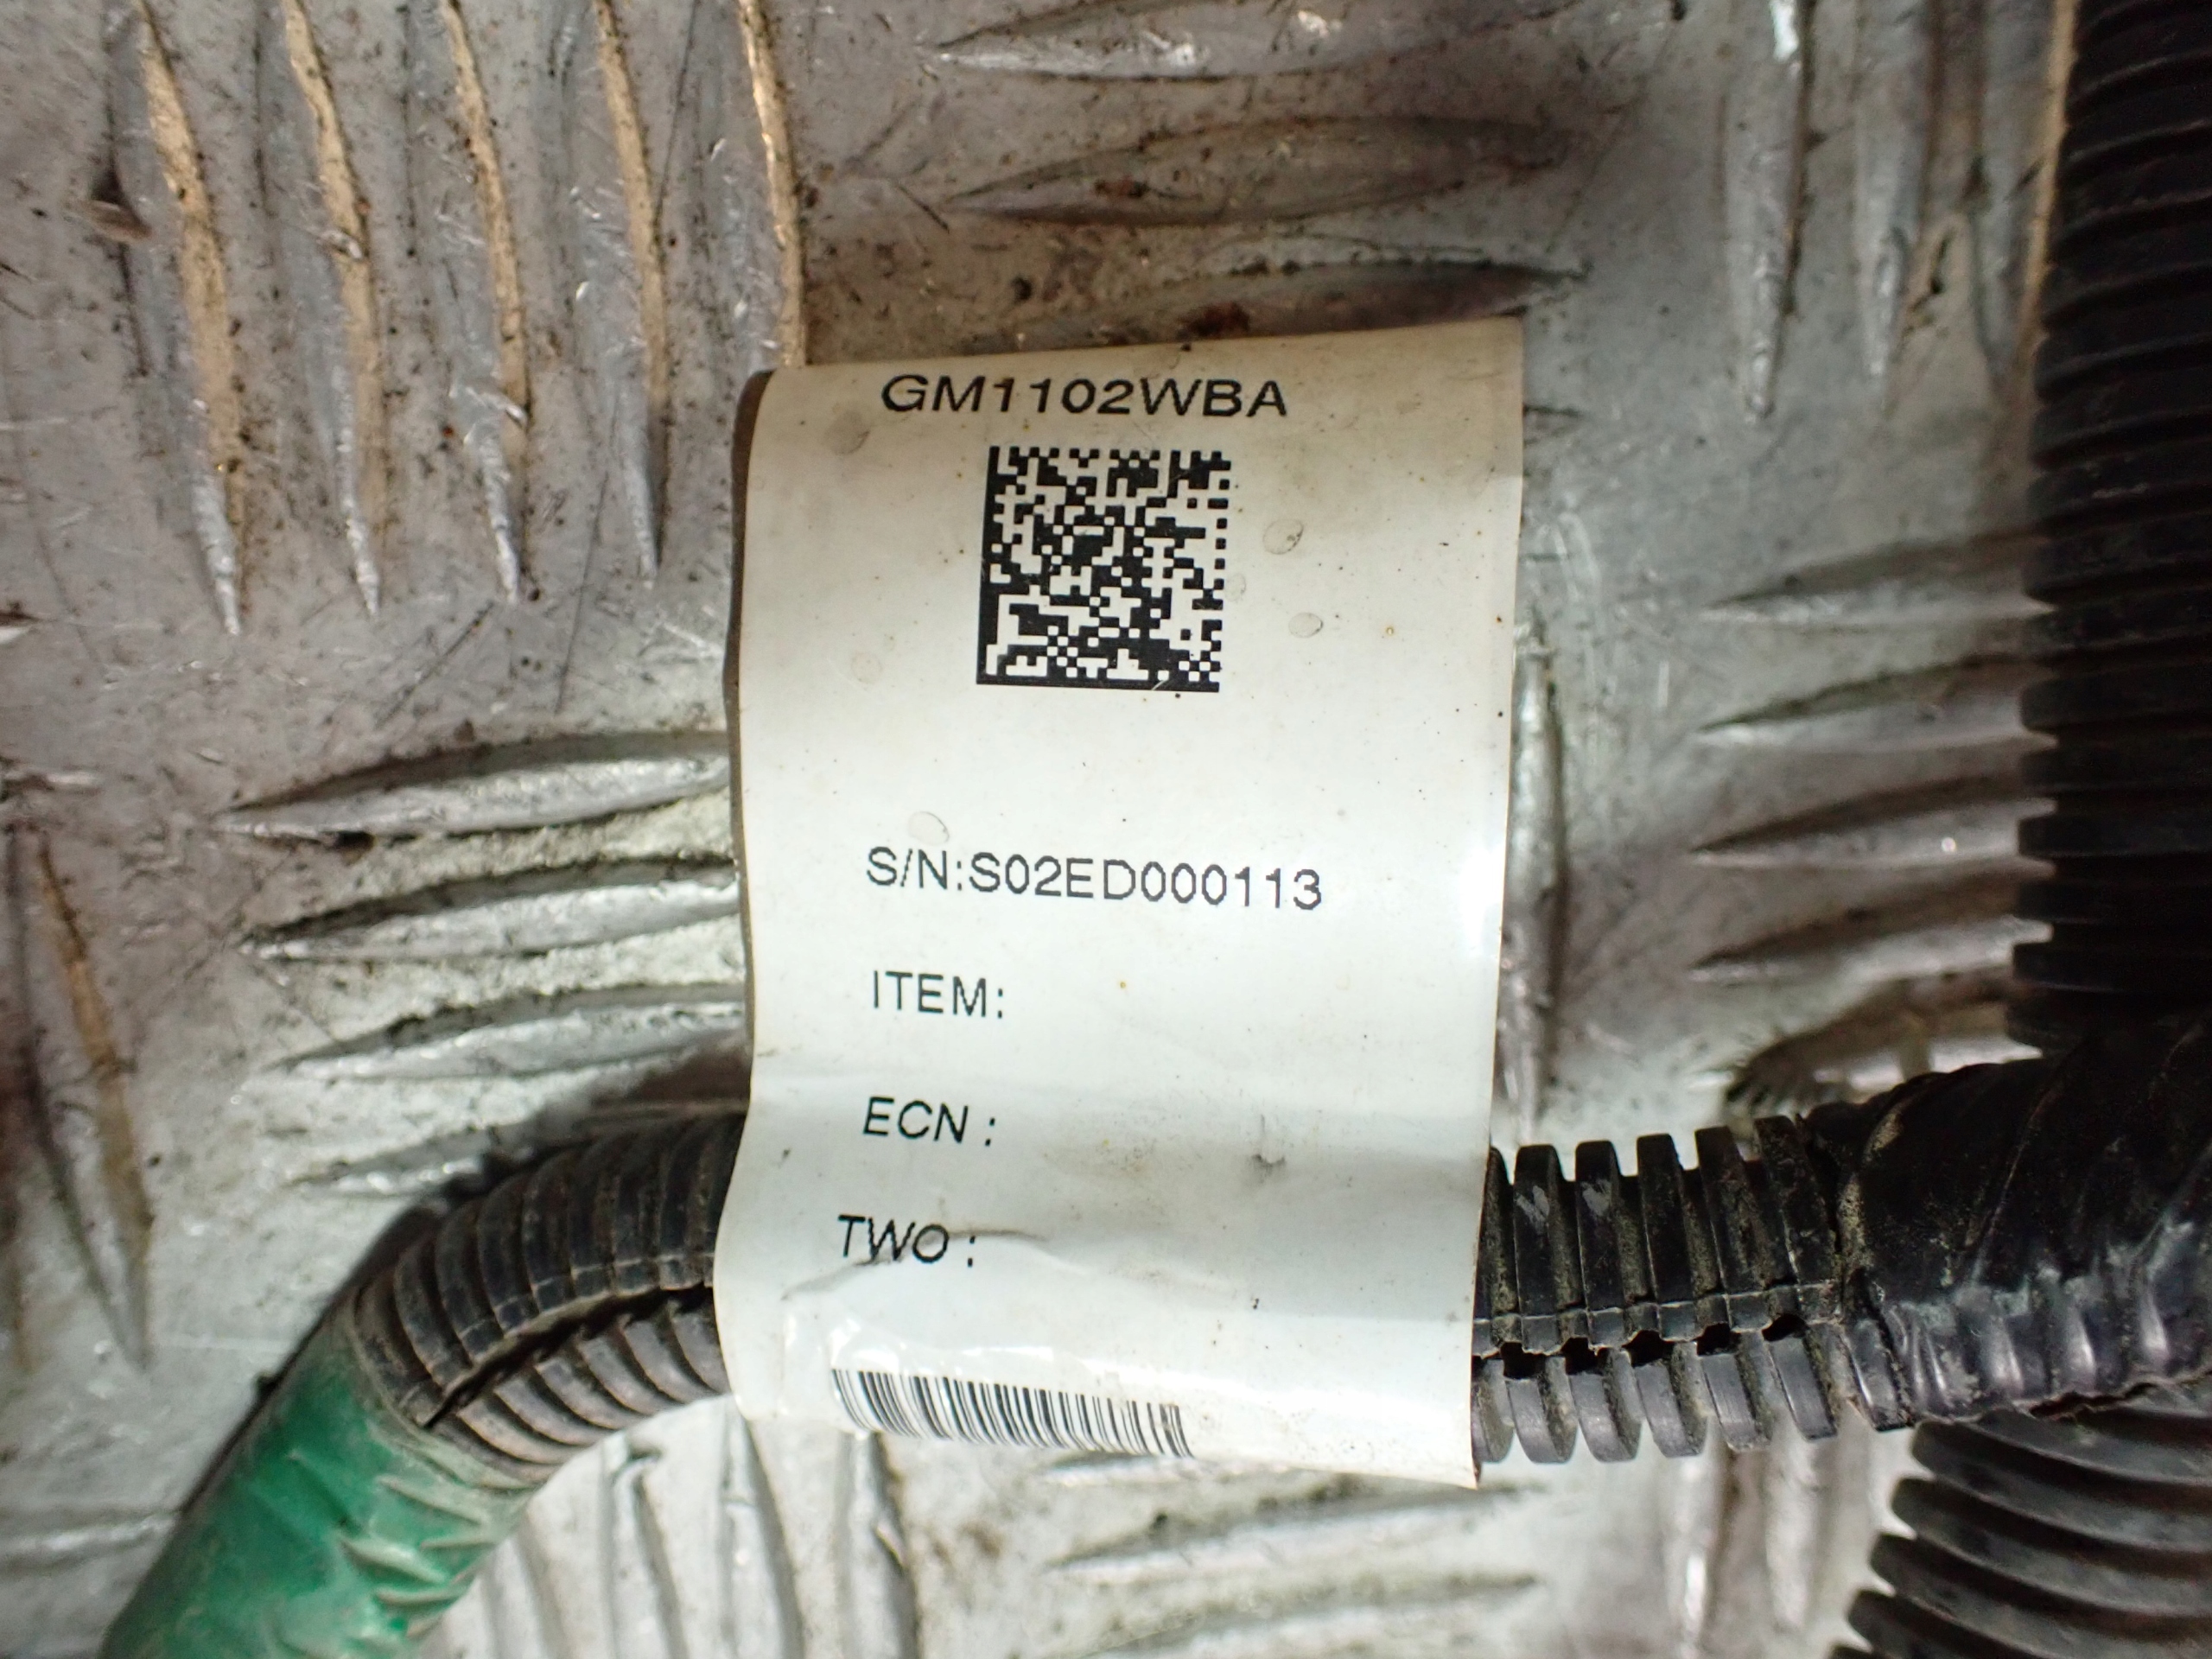 GM1102WBA
S/N:S02ED000113
ITEM:
ECN :
TWO :